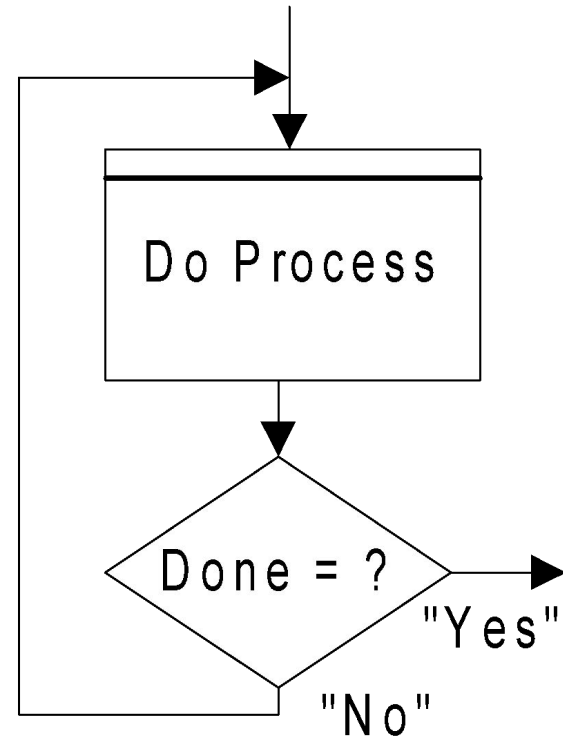 Do Process
Done = ?
"Yes"
"No"